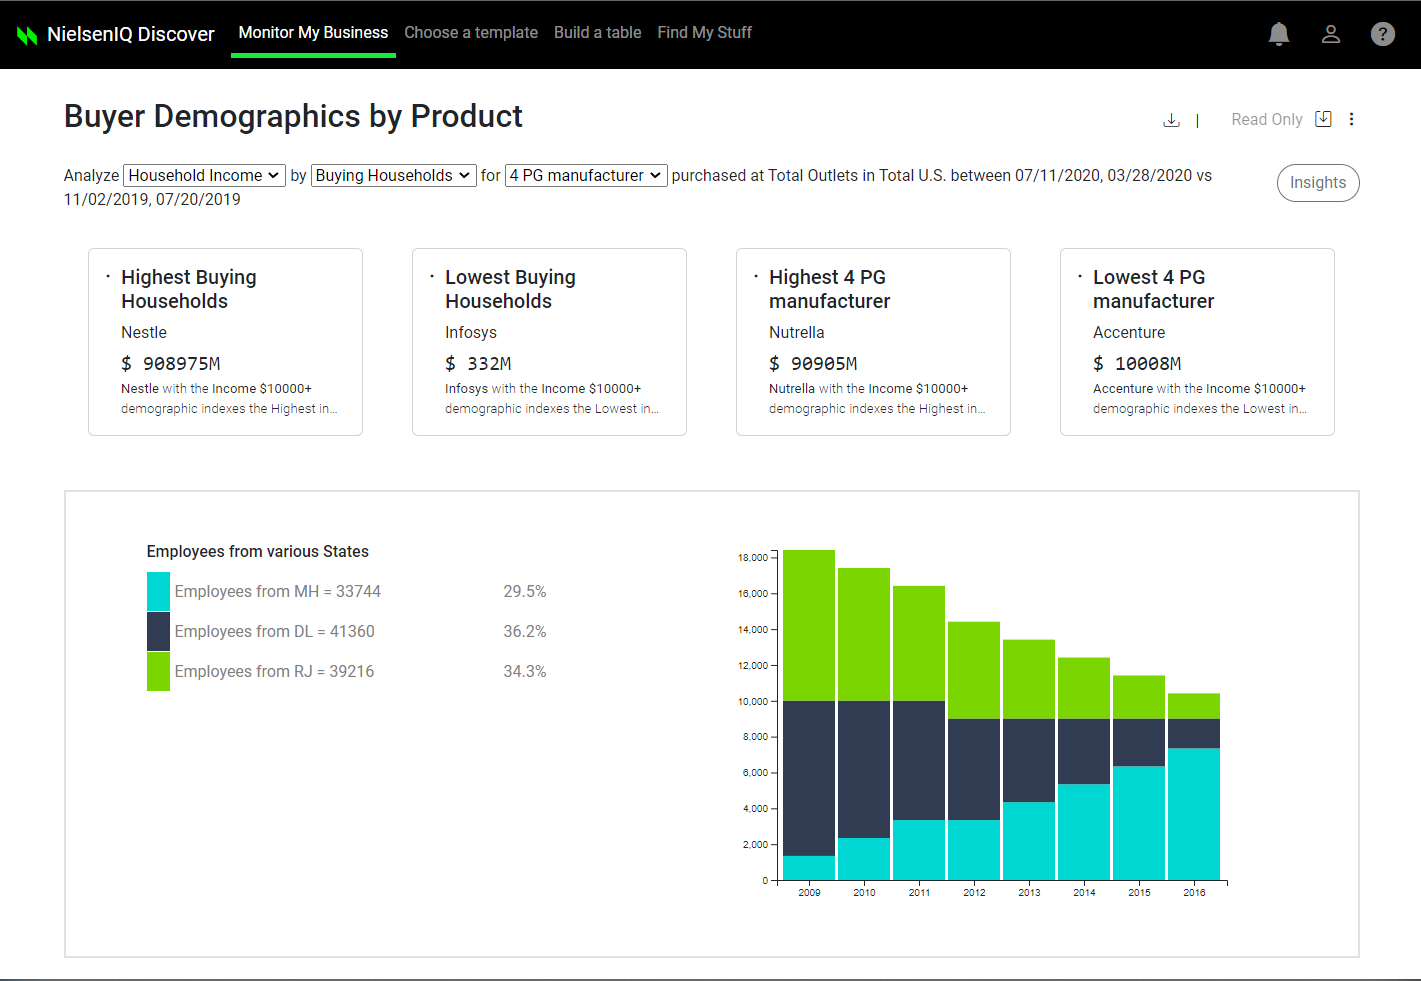 NielsenIQ Discover Monitor My Business Choose a template Build a table Find My Stuff ?
Buyer Demographics by Product
| Read Only
Analyze Household Income by Buying Households for 4 PG manufacturer purchased at Total Outlets in Total U.S. between 07/11/2020, 03/28/2020 vs
11/02/2019, 07/20/2019
Insights
· Highest Buying
Households
Nestle
$ 908975M
Nestle with the Income $10000+
demographic indexes the Highest in...
· Lowest Buying
Households
Infosys
$ 332M
Infosys with the Income $10000+
demographic indexes the Lowest in...
· Highest 4 PG
manufacturer
Nutrella
$ 90905M
Nutrella with the Income $10000+
demographic indexes the Highest in...
· Lowest 4 PG
manufacturer
Accenture
$ 10008M
Accenture with the Income $10000+
demographic indexes the Lowest in...
Employees from various States
Employees from MH = 33744 29.5%
Employees from DL = 41360 36.2%
Employees from RJ = 39216 34.3%
18,000
16,000
14,000
12,000
10,000
8,000
6,000
4,000
2,000
0
2009 2010 2011 2012 2013 2014 2015 2016